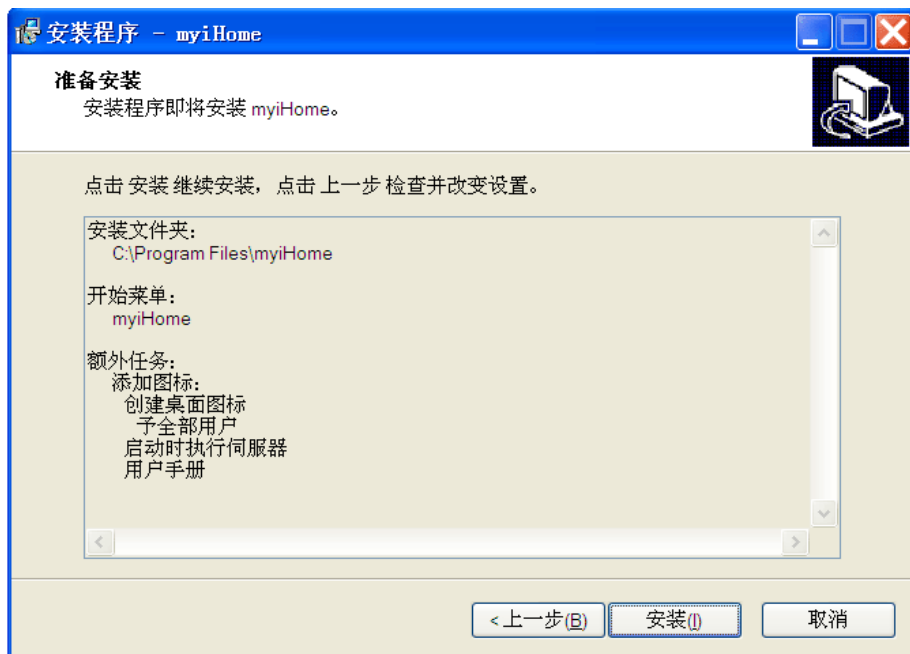 安装程序 - myiHome
准备安装
安装程序即将安装 myiHome。
点击 安装 继续安装，点击 上一步 检查并改变设置。
安装文件夹：
C:\Program Files\myiHome
开始菜单：
myiHome
额外任务：
添加图标：
创建桌面图标
予全部用户
启动时执行伺服器
用户手册
<上一步(B)
安装(I)
取消